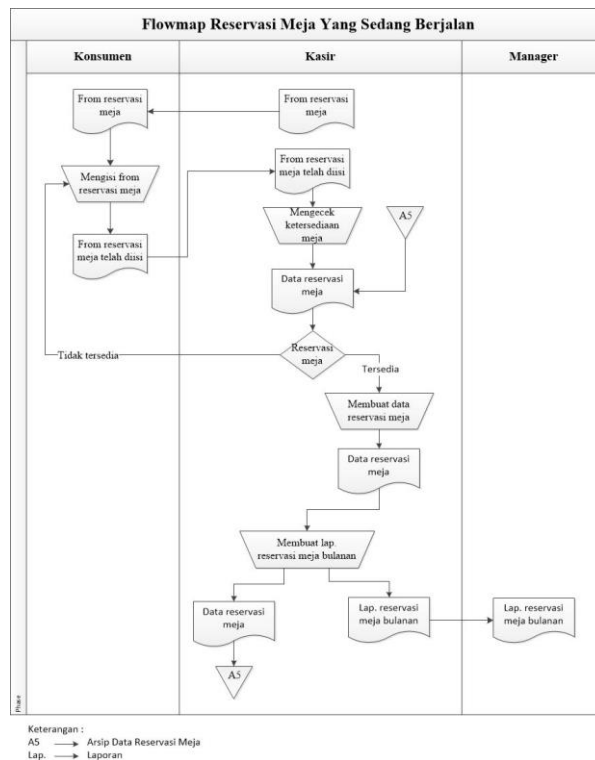 Flowmap Reservasi Meja Yang Sedang Berjalan
Konsumen
Kasir
Manager
From reservasi
meja
From reservasi
meja
Mengisi from
reservasi meja
From reservasi
meja telah diisi
From reservasi
meja telah diisi
Mengecek
ketersediaan
meja
A5
Data reservasi
meja
Reservasi
meja
Tidak tersedia
Tersedia
Membuat data
reservasi meja
Data reservasi
meja
Membuat lap.
reservasi meja bulanan
Data reservasi
meja
Lap. reservasi
meja bulanan
Lap. reservasi
meja bulanan
A5
Phase
Keterangan :
A5 → Arsip Data Reservasi Meja
Lap. → Laporan